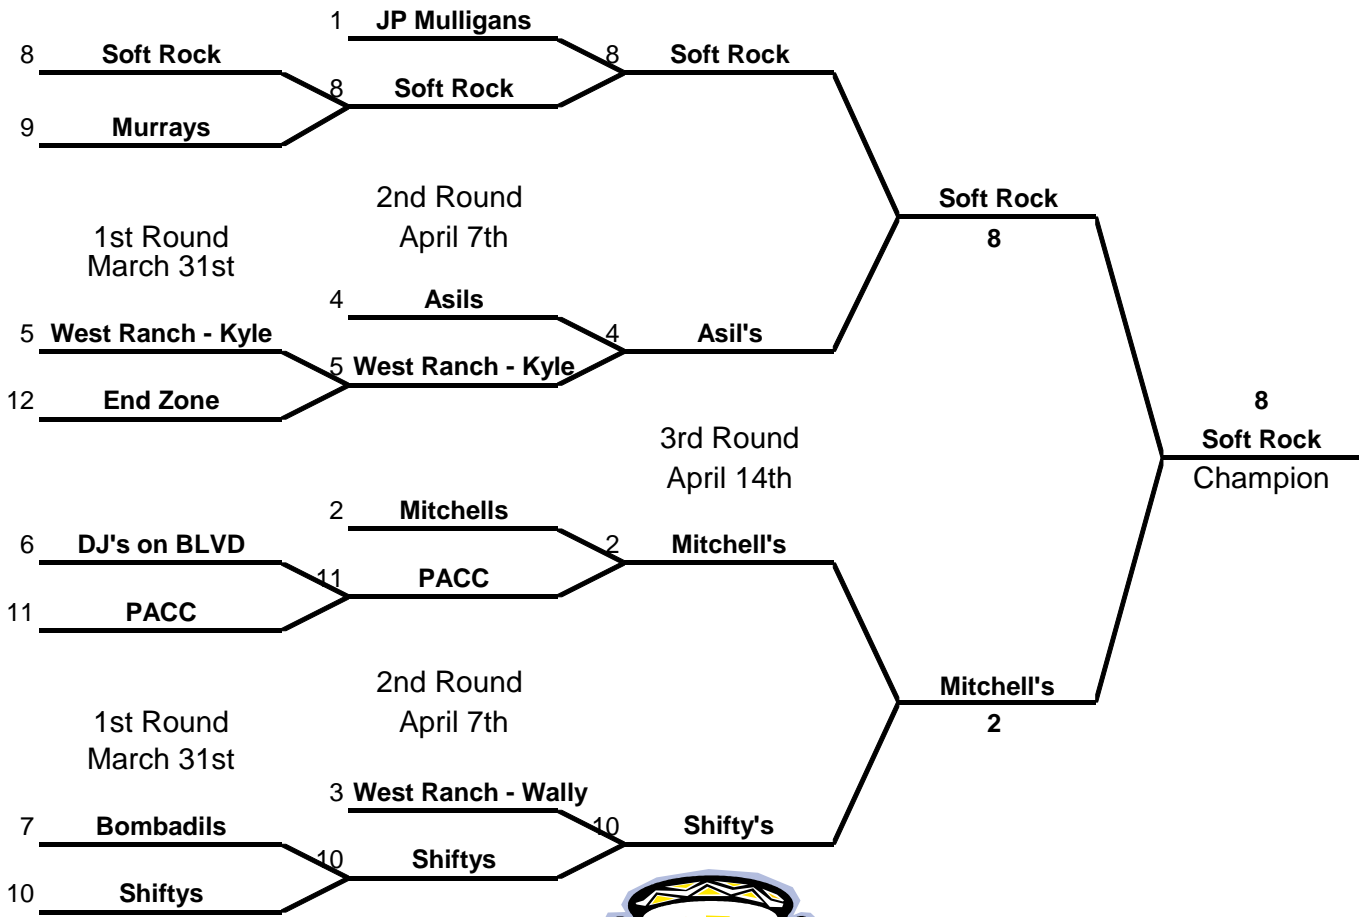 1 JP Mulligans
8 Soft Rock
8 Soft Rock
8 Soft Rock
9 Murrays
2nd Round
April 7th
Soft Rock
8
1st Round
March 31st
4 Asils
5 West Ranch - Kyle
4 Asil's
5 West Ranch - Kyle
12 End Zone
8
Soft Rock
Champion
3rd Round
April 14th
2 Mitchells
6 DJ's on BLVD
2 Mitchell's
11 PACC
11 PACC
2nd Round
April 7th
Mitchell's
2
1st Round
March 31st
3 West Ranch - Wally
7 Bombadils
10 Shifty's
10 Shiftys
10 Shiftys